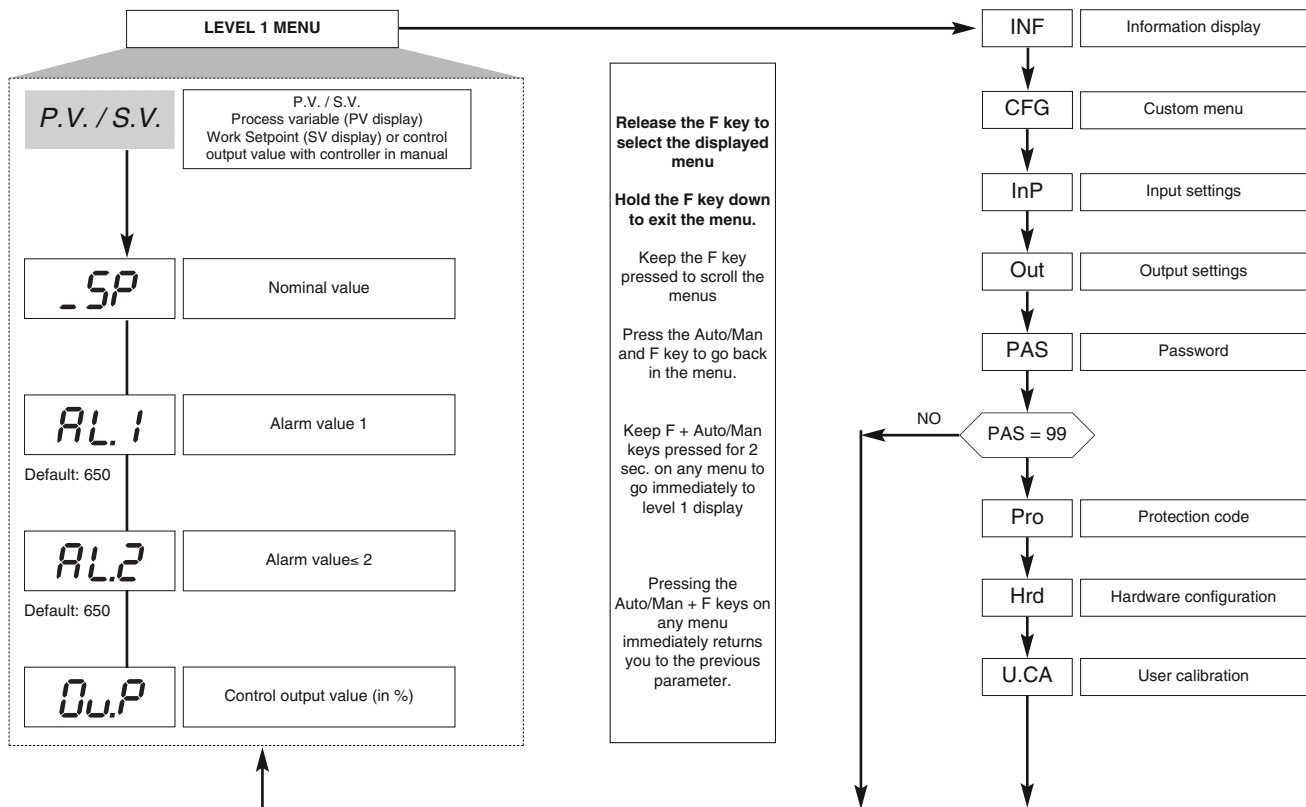 LEVEL 1 MENU
P.V. / S.V.
P.V. / S.V.
Process variable (PV display)
Work Setpoint (SV display) or control
output value with controller in manual
_SP
Nominal value
AL.1
Alarm value 1
Default: 650
AL.2
Alarm value≤ 2
Default: 650
Ou.P
Control output value (in %)
Release the F key to
select the displayed
menu
Hold the F key down
to exit the menu.
Keep the F key
pressed to scroll the
menus
Press the Auto/Man
and F key to go back
in the menu.
Keep F + Auto/Man
keys pressed for 2
sec. on any menu to
go immediately to
level 1 display
Pressing the
Auto/Man + F keys on
any menu
immediately returns
you to the previous
parameter.
INF
Information display
CFG
Custom menu
InP
Input settings
Out
Output settings
PAS
Password
NO
PAS = 99
Pro
Protection code
Hrd
Hardware configuration
U.CA
User calibration